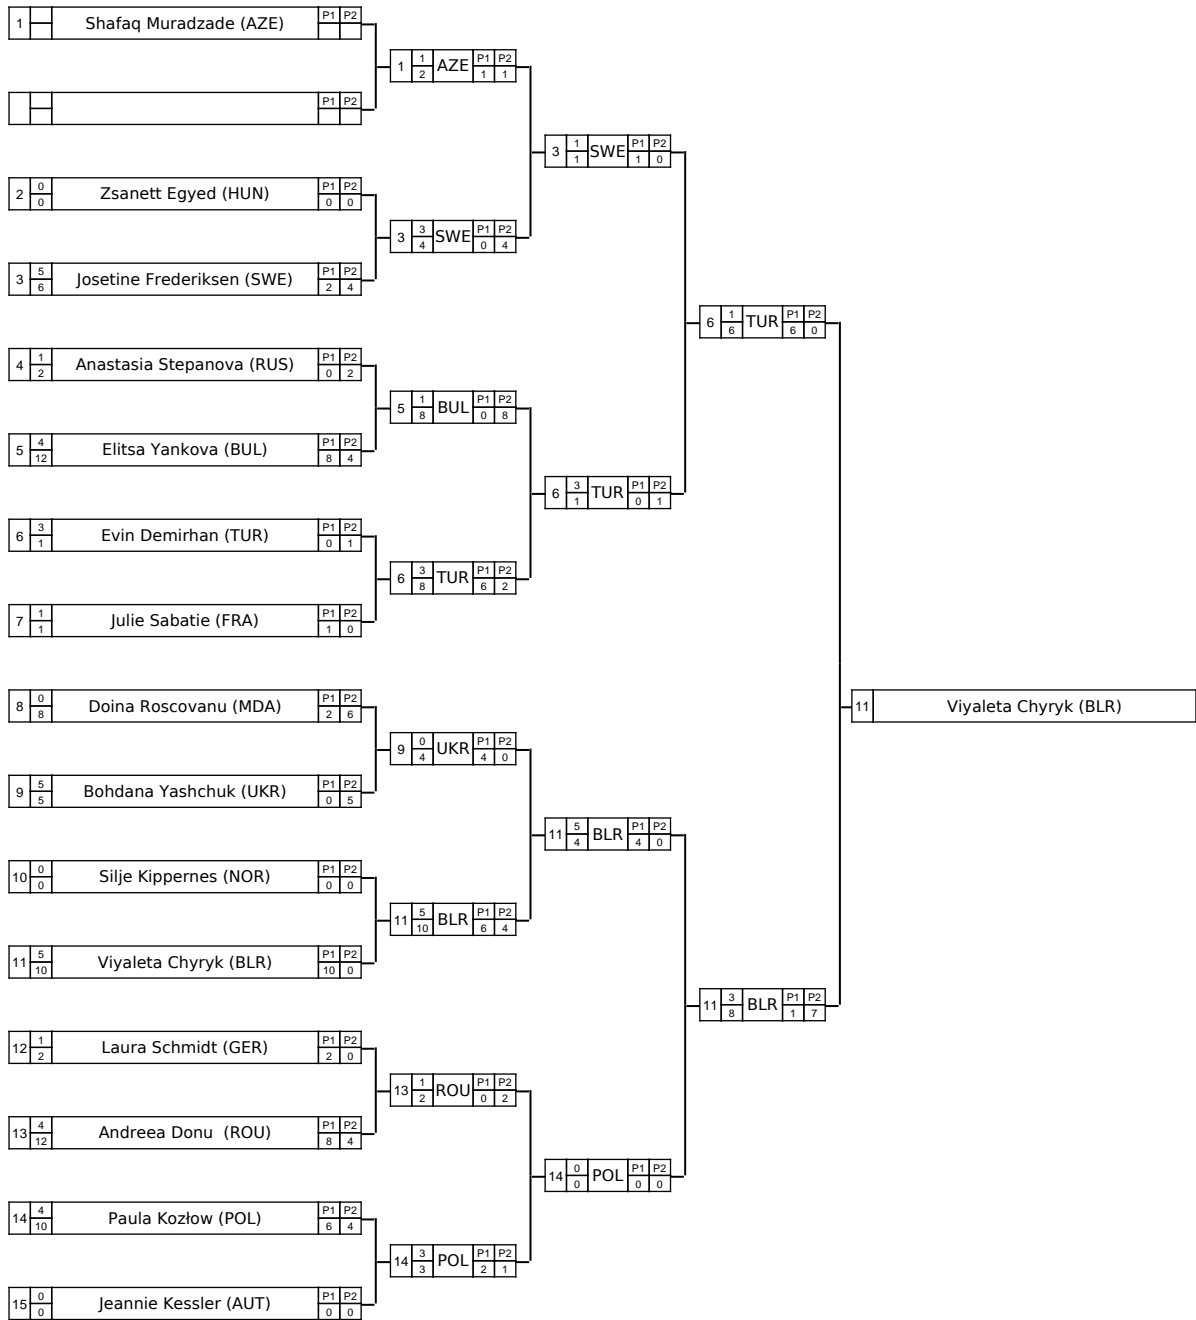 1 Shafaq Muradzade (AZE) P1 P2
1 1 2 AZE P1 P2 1 1
P1 P2
3 1 1 SWE P1 P2 1 0
2 0 0 Zsanett Egyed (HUN) P1 P2 0 0
3 3 4 SWE P1 P2 0 4
3 5 6 Josetine Frederiksen (SWE) P1 P2 2 4
6 1 6 TUR P1 P2 6 0
4 1 2 Anastasia Stepanova (RUS) P1 P2 0 2
5 1 8 BUL P1 P2 0 8
5 4 12 Elitsa Yankova (BUL) P1 P2 8 4
6 3 1 TUR P1 P2 0 1
6 3 1 Evin Demirhan (TUR) P1 P2 0 1
6 3 8 TUR P1 P2 6 2
7 1 1 Julie Sabatie (FRA) P1 P2 1 0
8 0 8 Doina Roscovanu (MDA) P1 P2 2 6
11 Viyaleta Chyryk (BLR)
9 0 4 UKR P1 P2 4 0
9 5 5 Bohdana Yashchuk (UKR) P1 P2 0 5
11 5 4 BLR P1 P2 4 0
10 0 0 Silje Kippernes (NOR) P1 P2 0 0
11 5 10 BLR P1 P2 6 4
11 5 10 Viyaleta Chyryk (BLR) P1 P2 10 0
11 3 8 BLR P1 P2 1 7
12 1 2 Laura Schmidt (GER) P1 P2 2 0
13 1 2 ROU P1 P2 0 2
13 4 12 Andreea Donu  (ROU) P1 P2 8 4
14 0 0 POL P1 P2 0 0
14 4 10 Paula Kozłow (POL) P1 P2 6 4
14 3 3 POL P1 P2 2 1
15 0 0 Jeannie Kessler (AUT) P1 P2 0 0